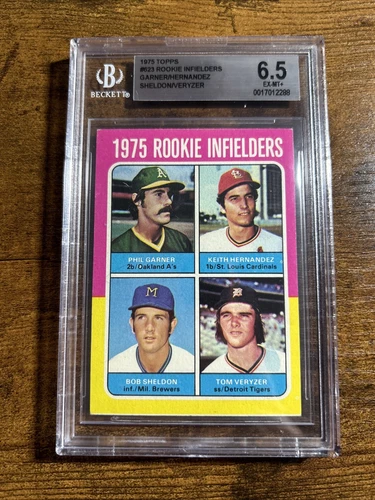 1975 TOPPS
#623 ROOKIE INFIELDERS
GARNER/HERNANDEZ
SHELDON/VERYZER
6.5
EX-MT+
0017012298
B
BECKETT®
1975 ROOKIE INFIELDERS
A's
PHIL GARNER
2b/Oakland A's
KEITH HERNANDEZ
1b/St. Louis Cardinals
M
BOB SHELDON
inf./Mil. Brewers
TOM VERYZER
ss/Detroit Tigers